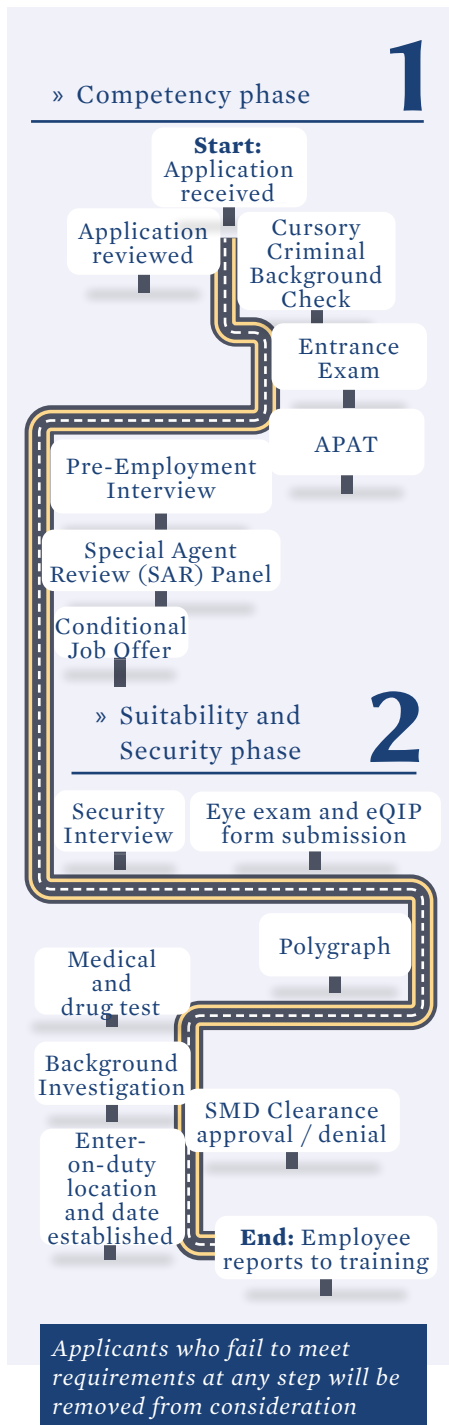 » Competency phase
1
Start:
Application
received
Application
reviewed
Cursory
Criminal
Background
Check
Entrance
Exam
APAT
Pre-Employment
Interview
Special Agent
Review (SAR) Panel
Conditional
Job Offer
» Suitability and
Security phase
2
Security
Interview
Eye exam and eQIP
form submission
Polygraph
Medical
and
drug test
Background
Investigation
SMD Clearance
approval / denial
Enter-
on-duty
location
and date
established
End: Employee
reports to training
Applicants who fail to meet
requirements at any step will be
removed from consideration